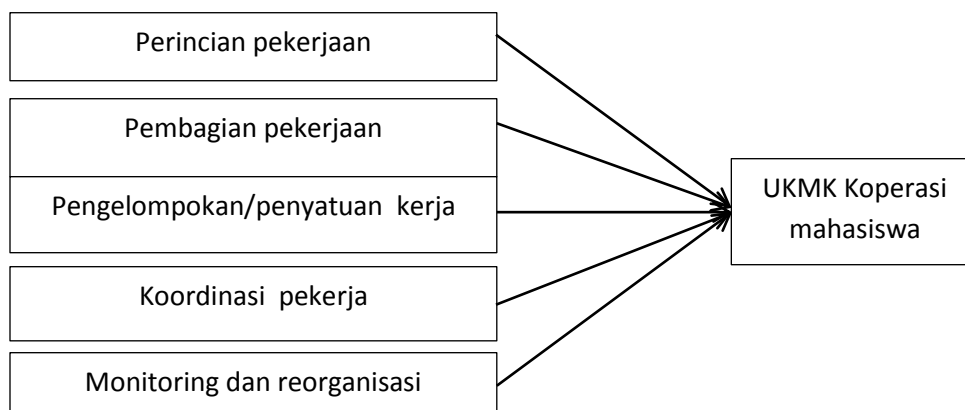 Perincian pekerjaan
Pembagian pekerjaan
Pengelompokan/penyatuan kerja
Koordinasi pekerja
Monitoring dan reorganisasi
UKMK Koperasi
mahasiswa